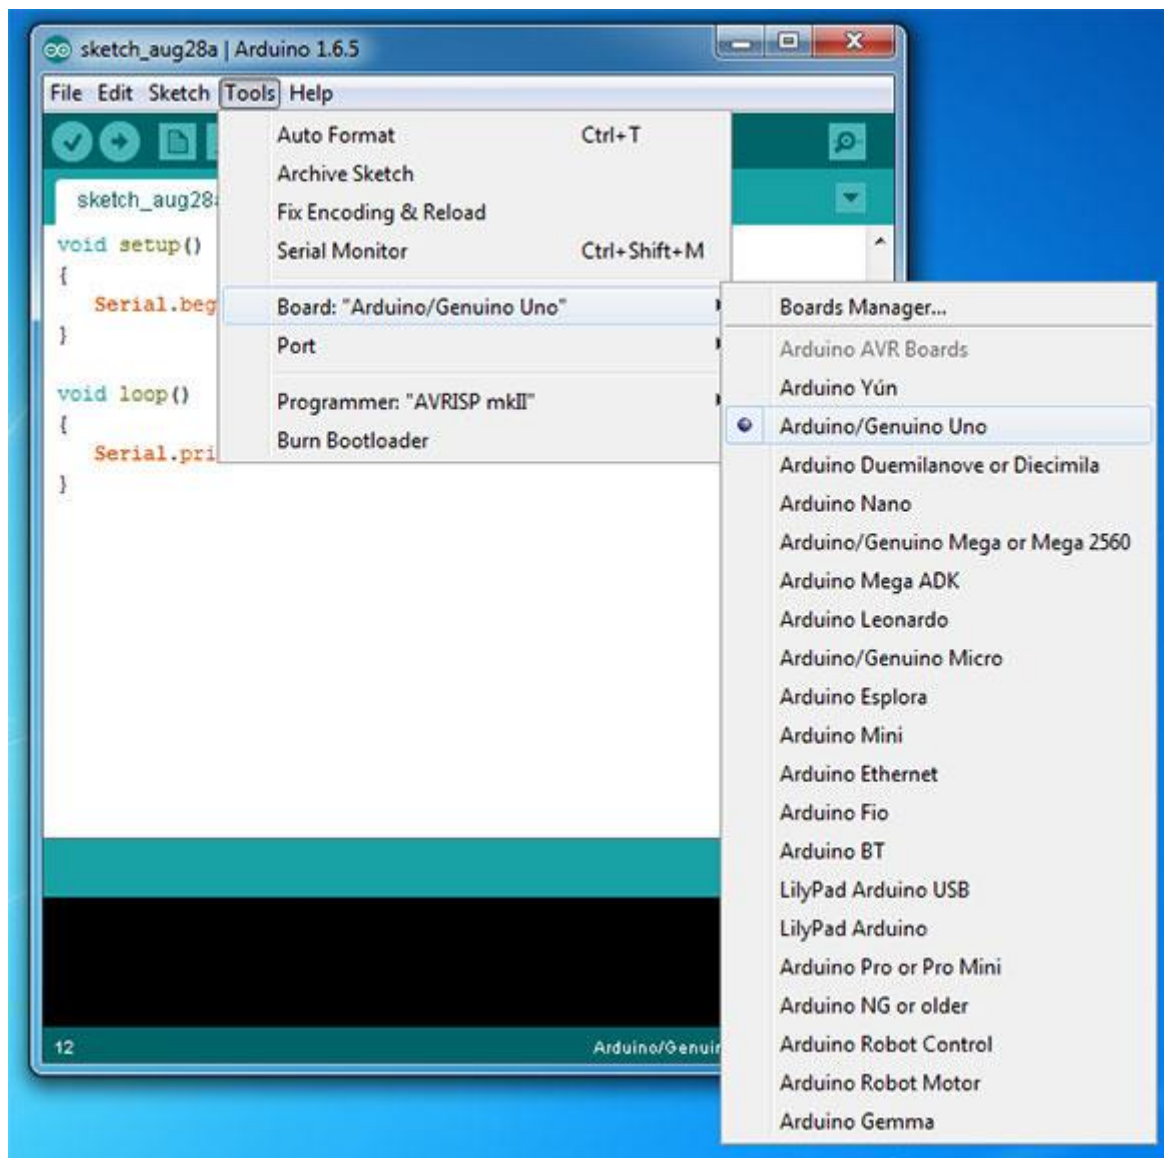 sketch_aug28a | Arduino 1.6.5
File Edit Sketch Tools Help
Auto Format Ctrl+T
Archive Sketch
Fix Encoding & Reload
Serial Monitor Ctrl+Shift+M
Board: "Arduino/Genuino Uno"
Port
Programmer: "AVRISP mkII"
Burn Bootloader
sketch_aug28a
void setup()
{
Serial.beg
}
void loop()
{
Serial.pri
}
Boards Manager...
Arduino AVR Boards
Arduino Yún
Arduino/Genuino Uno
Arduino Duemilanove or Diecimila
Arduino Nano
Arduino/Genuino Mega or Mega 2560
Arduino Mega ADK
Arduino Leonardo
Arduino/Genuino Micro
Arduino Esplora
Arduino Mini
Arduino Ethernet
Arduino Fio
Arduino BT
LilyPad Arduino USB
LilyPad Arduino
Arduino Pro or Pro Mini
Arduino NG or older
Arduino Robot Control
Arduino Robot Motor
Arduino Gemma
12 Arduino/Genuin